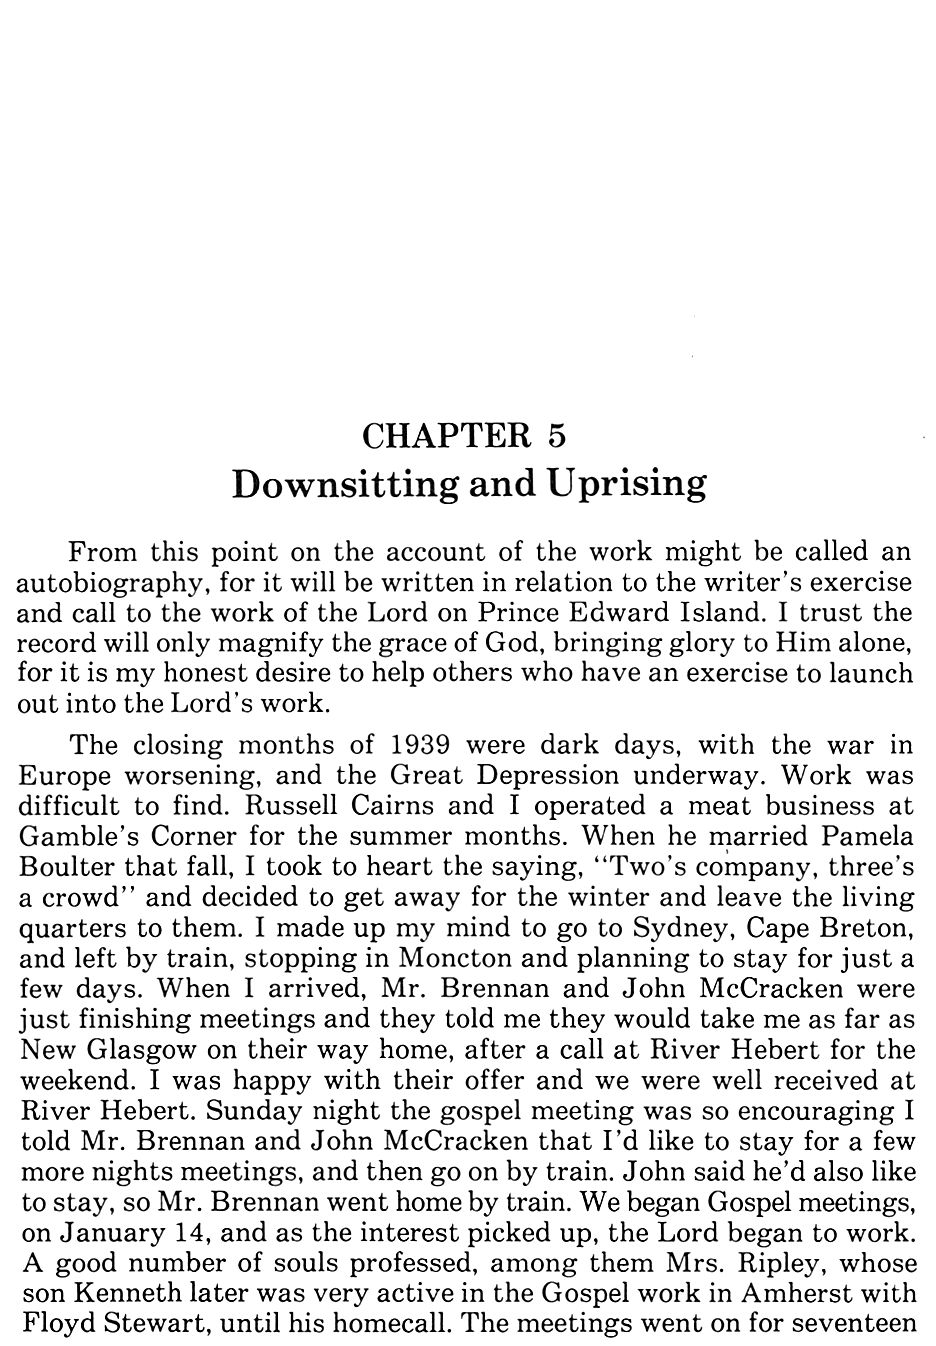 CHAPTER 5
Downsitting and Uprising
From this point on the account of the work might be called an
autobiography, for it will be written in relation to the writer's exercise
and call to the work of the Lord on Prince Edward Island. I trust the
record will only magnify the grace of God, bringing glory to Him alone,
for it is my honest desire to help others who have an exercise to launch
out into the Lord's work.
The closing months of 1939 were dark days, with the war in
Europe worsening, and the Great Depression underway. Work was
difficult to find. Russell Cairns and I operated a meat business at
Gamble's Corner for the summer months. When he married Pamela
Boulter that fall, I took to heart the saying, "Two's company, three's
a crowd" and decided to get away for the winter and leave the living
quarters to them. I made up my mind to go to Sydney, Cape Breton,
and left by train, stopping in Moncton and planning to stay for just a
few days. When I arrived, Mr. Brennan and John McCracken were
just finishing meetings and they told me they would take me as far as
New Glasgow on their way home, after a call at River Hebert for the
weekend. I was happy with their offer and we were well received at
River Hebert. Sunday night the gospel meeting was so encouraging I
told Mr. Brennan and John McCracken that I'd like to stay for a few
more nights meetings, and then go on by train. John said he'd also like
to stay, so Mr. Brennan went home by train. We began Gospel meetings,
on January 14, and as the interest picked up, the Lord began to work.
A good number of souls professed, among them Mrs. Ripley, whose
son Kenneth later was very active in the Gospel work in Amherst with
Floyd Stewart, until his homecall. The meetings went on for seventeen